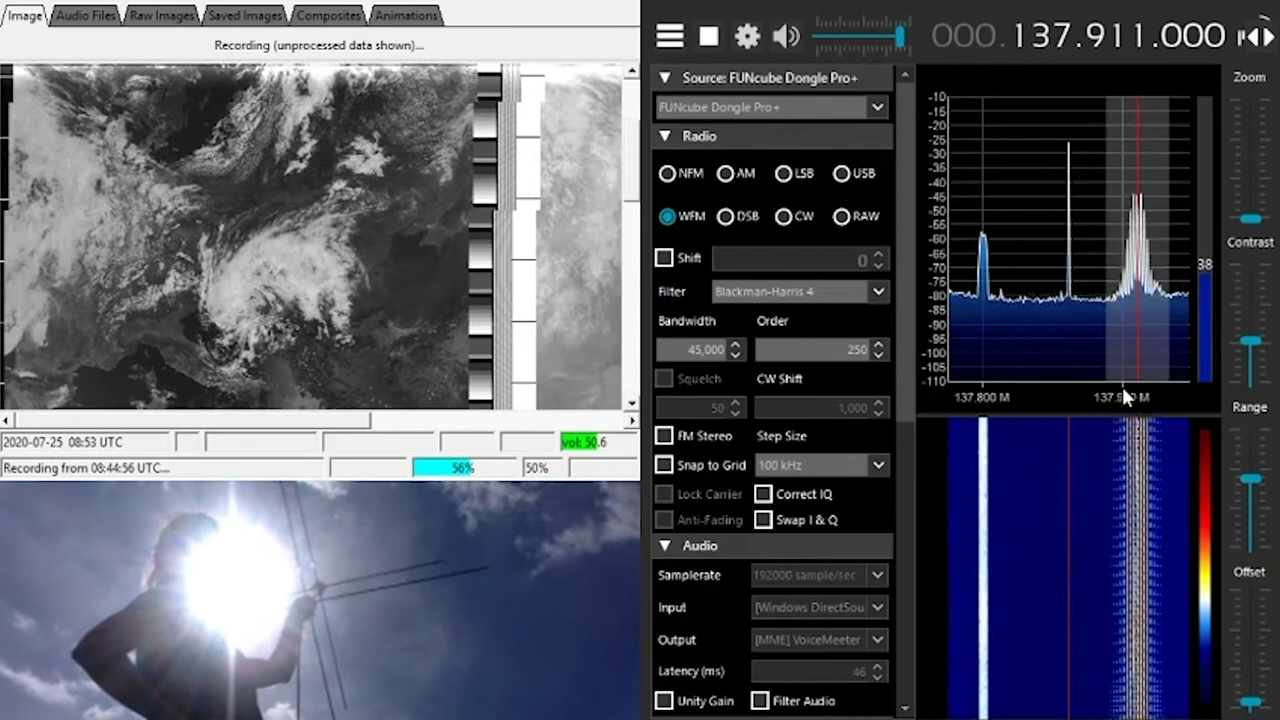 Image Audio Files Raw Images Saved Images Composites Animations
Recording (unprocessed data shown)...
2020-07-25 08:53 UTC
vol: 50.6
Recording from 08:44:56 UTC...
56%
50%
000.137.911.000
Source: FUNcube Dongle Pro+
FUNcube Dongle Pro+
Radio
NFM AM LSB USB
WFM DSB CW RAW
Shift 0
Filter Blackman-Harris 4
Bandwidth Order
45,000 250
Squelch CW Shift
50 1,000
FM Stereo Step Size
Snap to Grid 100 kHz
Lock Carrier Correct IQ
Anti-Fading Swap I & Q
Audio
Samplerate 192000 sample/sec
Input [Windows DirectSou
Output [MME] VoiceMeeter
Latency (ms) 46
Unity Gain Filter Audio
-10
-20
-25
-30
-35
-40
-45
-50
-55
-60
-65
-70
-75
-80
-85
-90
-95
-100
-105
-110
137.800 M
38
Zoom
Contrast
Range
Offset